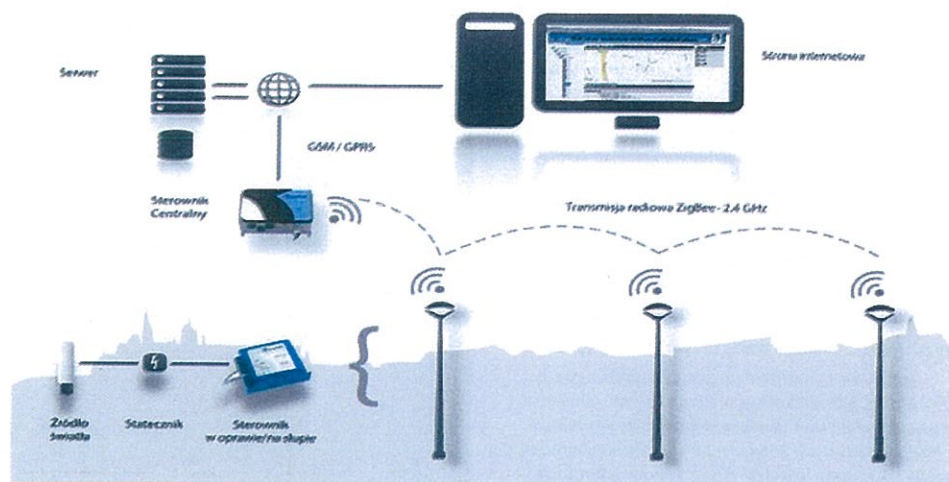 Serwer
Strona internetowa
GSM / GPRS
Sterownik
Centralny
Transmisja radiowa ZigBee - 2.4 GHz
Źródło
światła
Statecznik
Sterownik
w oprawie/na słupie